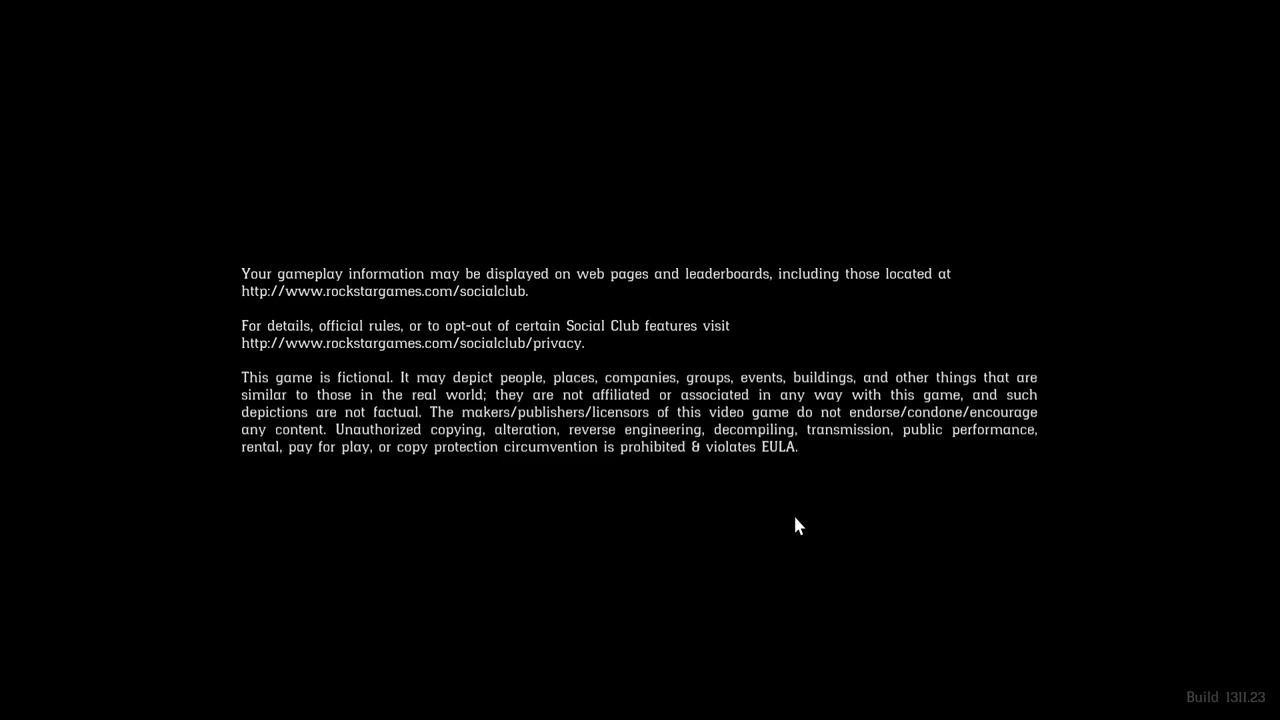 Your gameplay information may be displayed on web pages and leaderboards, including those located at
http://www.rockstargames.com/socialclub.
For details, official rules, or to opt-out of certain Social Club features visit
http://www.rockstargames.com/socialclub/privacy.
This game is fictional. It may depict people, places, companies, groups, events, buildings, and other things that are
similar to those in the real world; they are not affiliated or associated in any way with this game, and such
depictions are not factual. The makers/publishers/licensors of this video game do not endorse/condone/encourage
any content. Unauthorized copying, alteration, reverse engineering, decompiling, transmission, public performance,
rental, pay for play, or copy protection circumvention is prohibited & violates EULA.
Build 1311.23